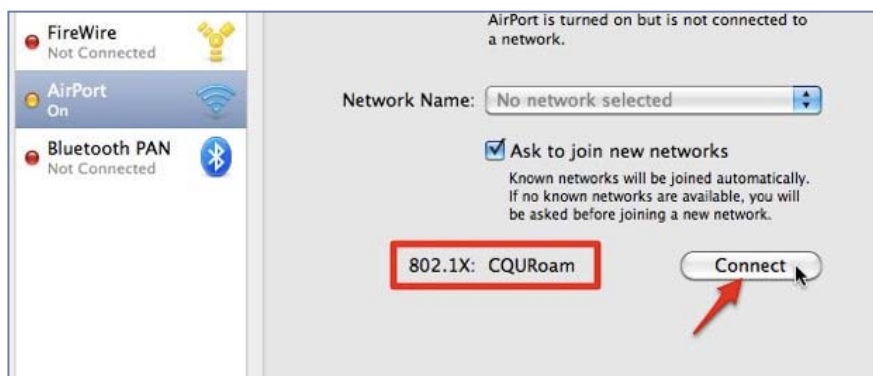 FireWire
Not Connected
AirPort
On
Bluetooth PAN
Not Connected
AirPort is turned on but is not connected to
a network.
Network Name: No network selected
Ask to join new networks
Known networks will be joined automatically.
If no known networks are available, you will
be asked before joining a new network.
802.1X: CQURoam
Connect